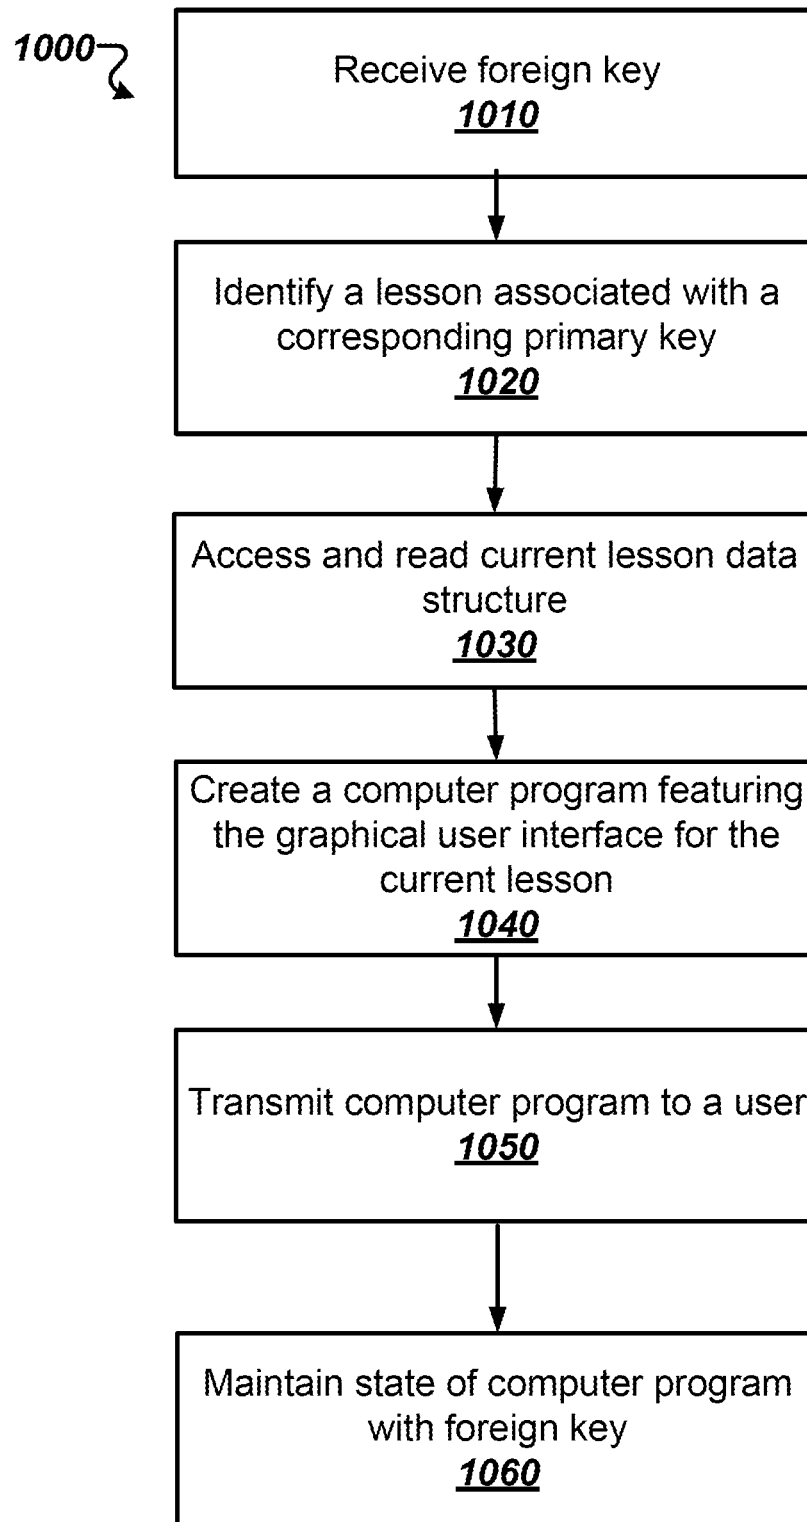 1000
Receive foreign key
1010
Identify a lesson associated with a
corresponding primary key
1020
Access and read current lesson data
structure
1030
Create a computer program featuring
the graphical user interface for the
current lesson
1040
Transmit computer program to a user
1050
Maintain state of computer program
with foreign key
1060